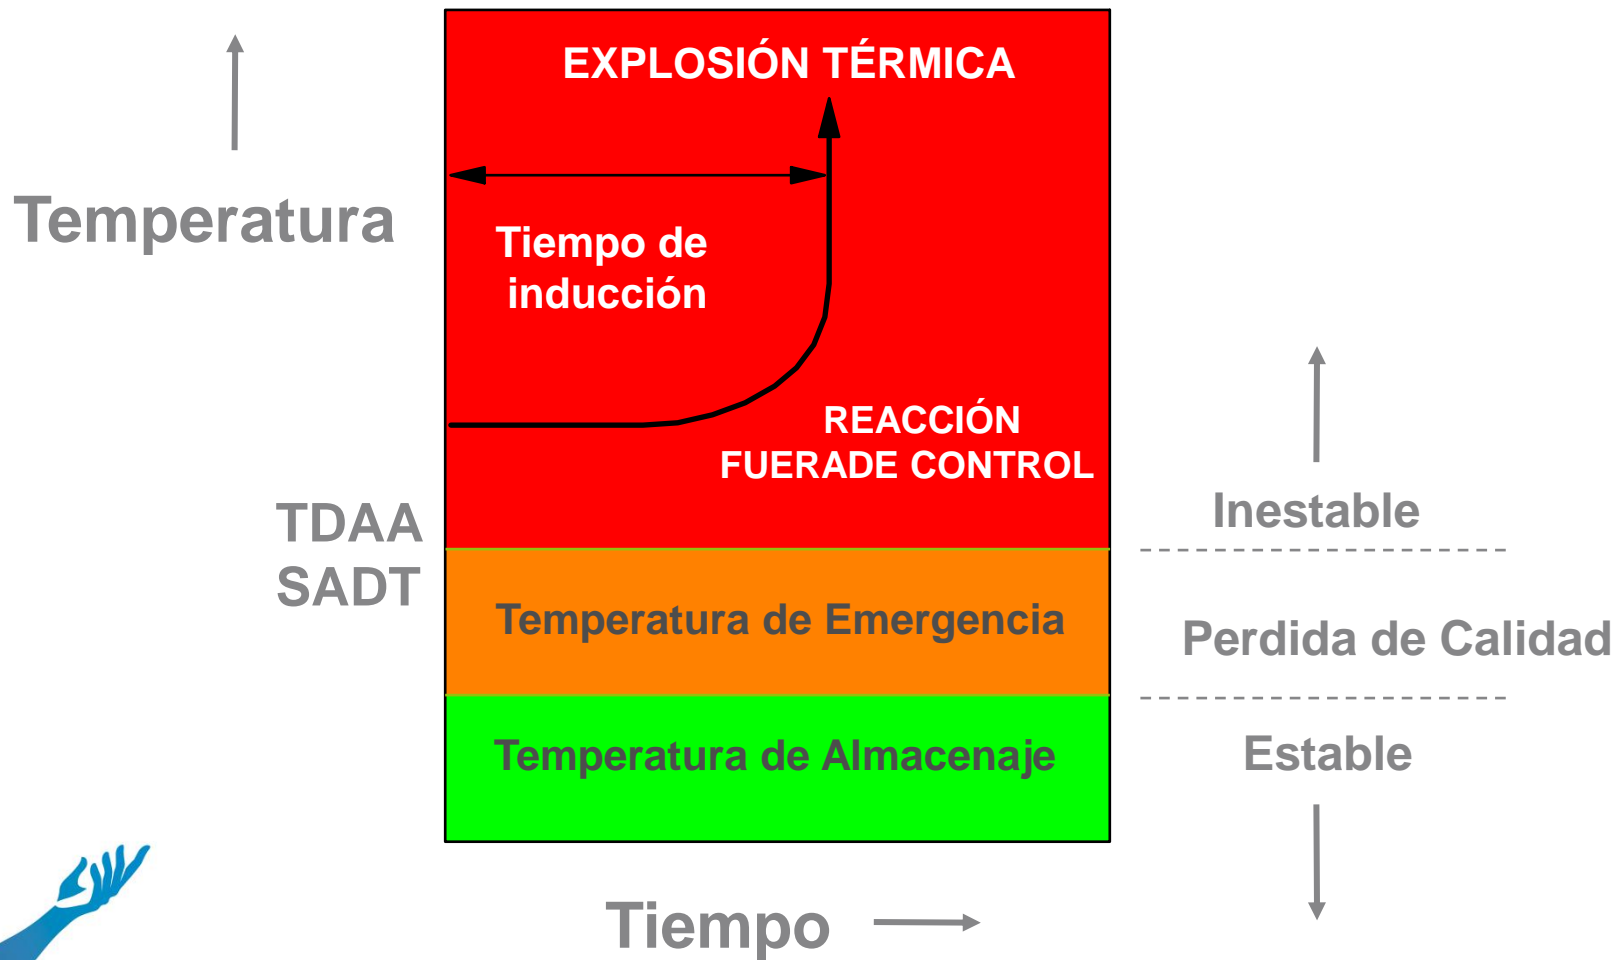 EXPLOSIÓN TÉRMICA
Temperatura
Tiempo de
inducción
REACCIÓN
FUERADE CONTROL
TDAA
SADT
Inestable
Temperatura de Emergencia
Perdida de Calidad
Temperatura de Almacenaje
Estable
Tiempo